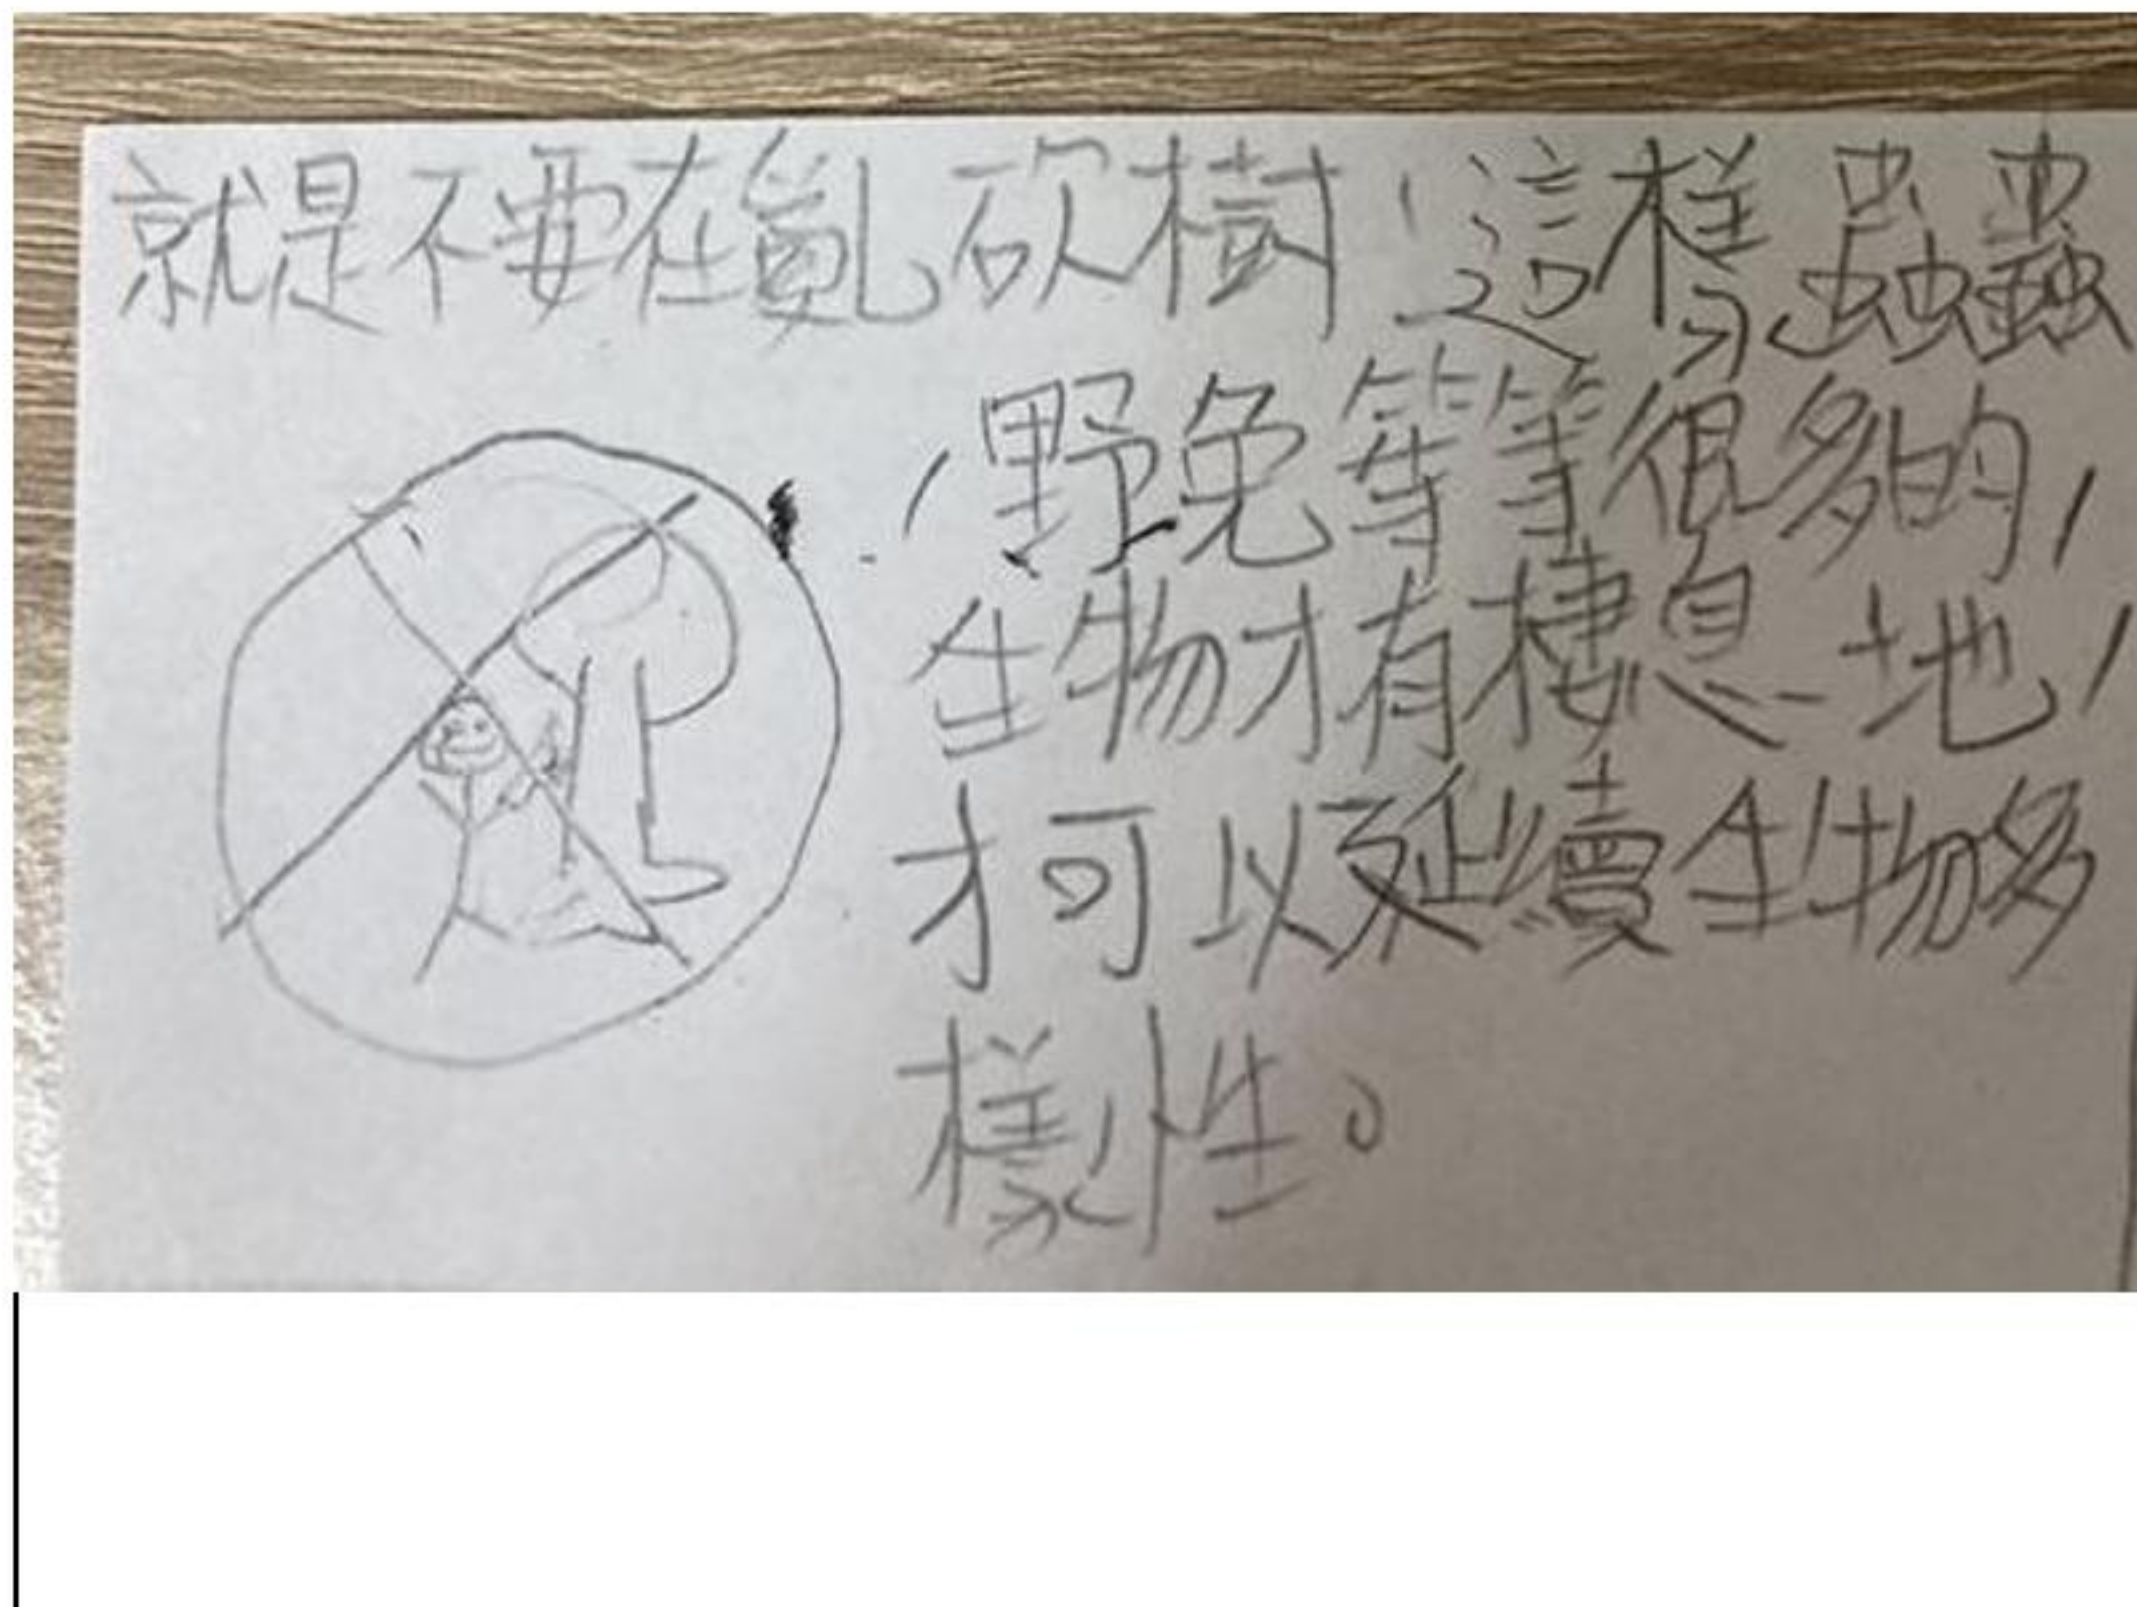 就是不要在亂砍樹，這樣蟲蟲
，野兔等等很多的，
生物才有棲息地，
才可以延續生物多
樣性。